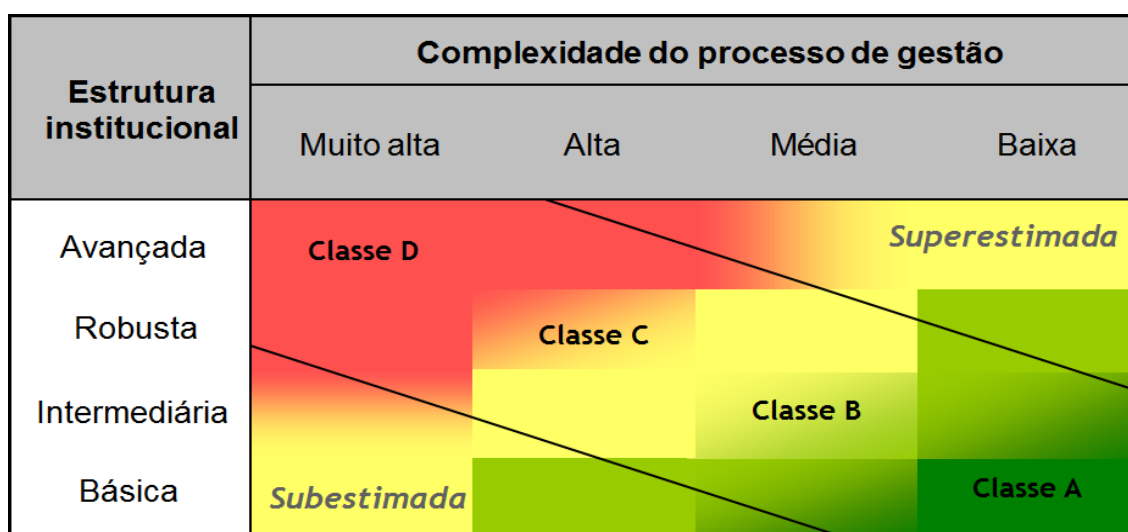 Estrutura
institucional
Complexidade do processo de gestão
Muito alta Alta Média Baixa
Avançada Classe D Superestimada
Robusta Classe C
Intermediária Classe B
Básica Subestimada Classe A